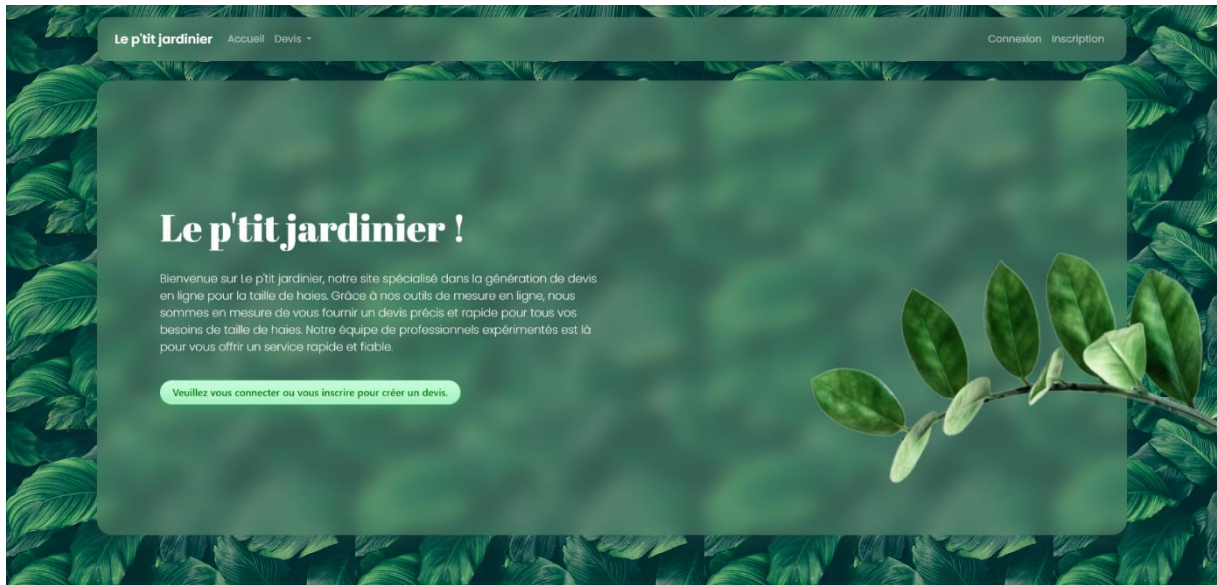 Le p'tit jardinier Accueil Devis Connexion Inscription
Le p'tit jardinier !
Bienvenue sur Le p'tit jardinier, notre site spécialisé dans la génération de devis
en ligne pour la taille de haies. Grâce à nos outils de mesure en ligne, nous
sommes en mesure de vous fournir un devis précis et rapide pour tous vos
besoins de taille de haies. Notre équipe de professionnels expérimentés est là
pour vous offrir un service rapide et fiable.
Veuillez vous connecter ou vous inscrire pour créer un devis.